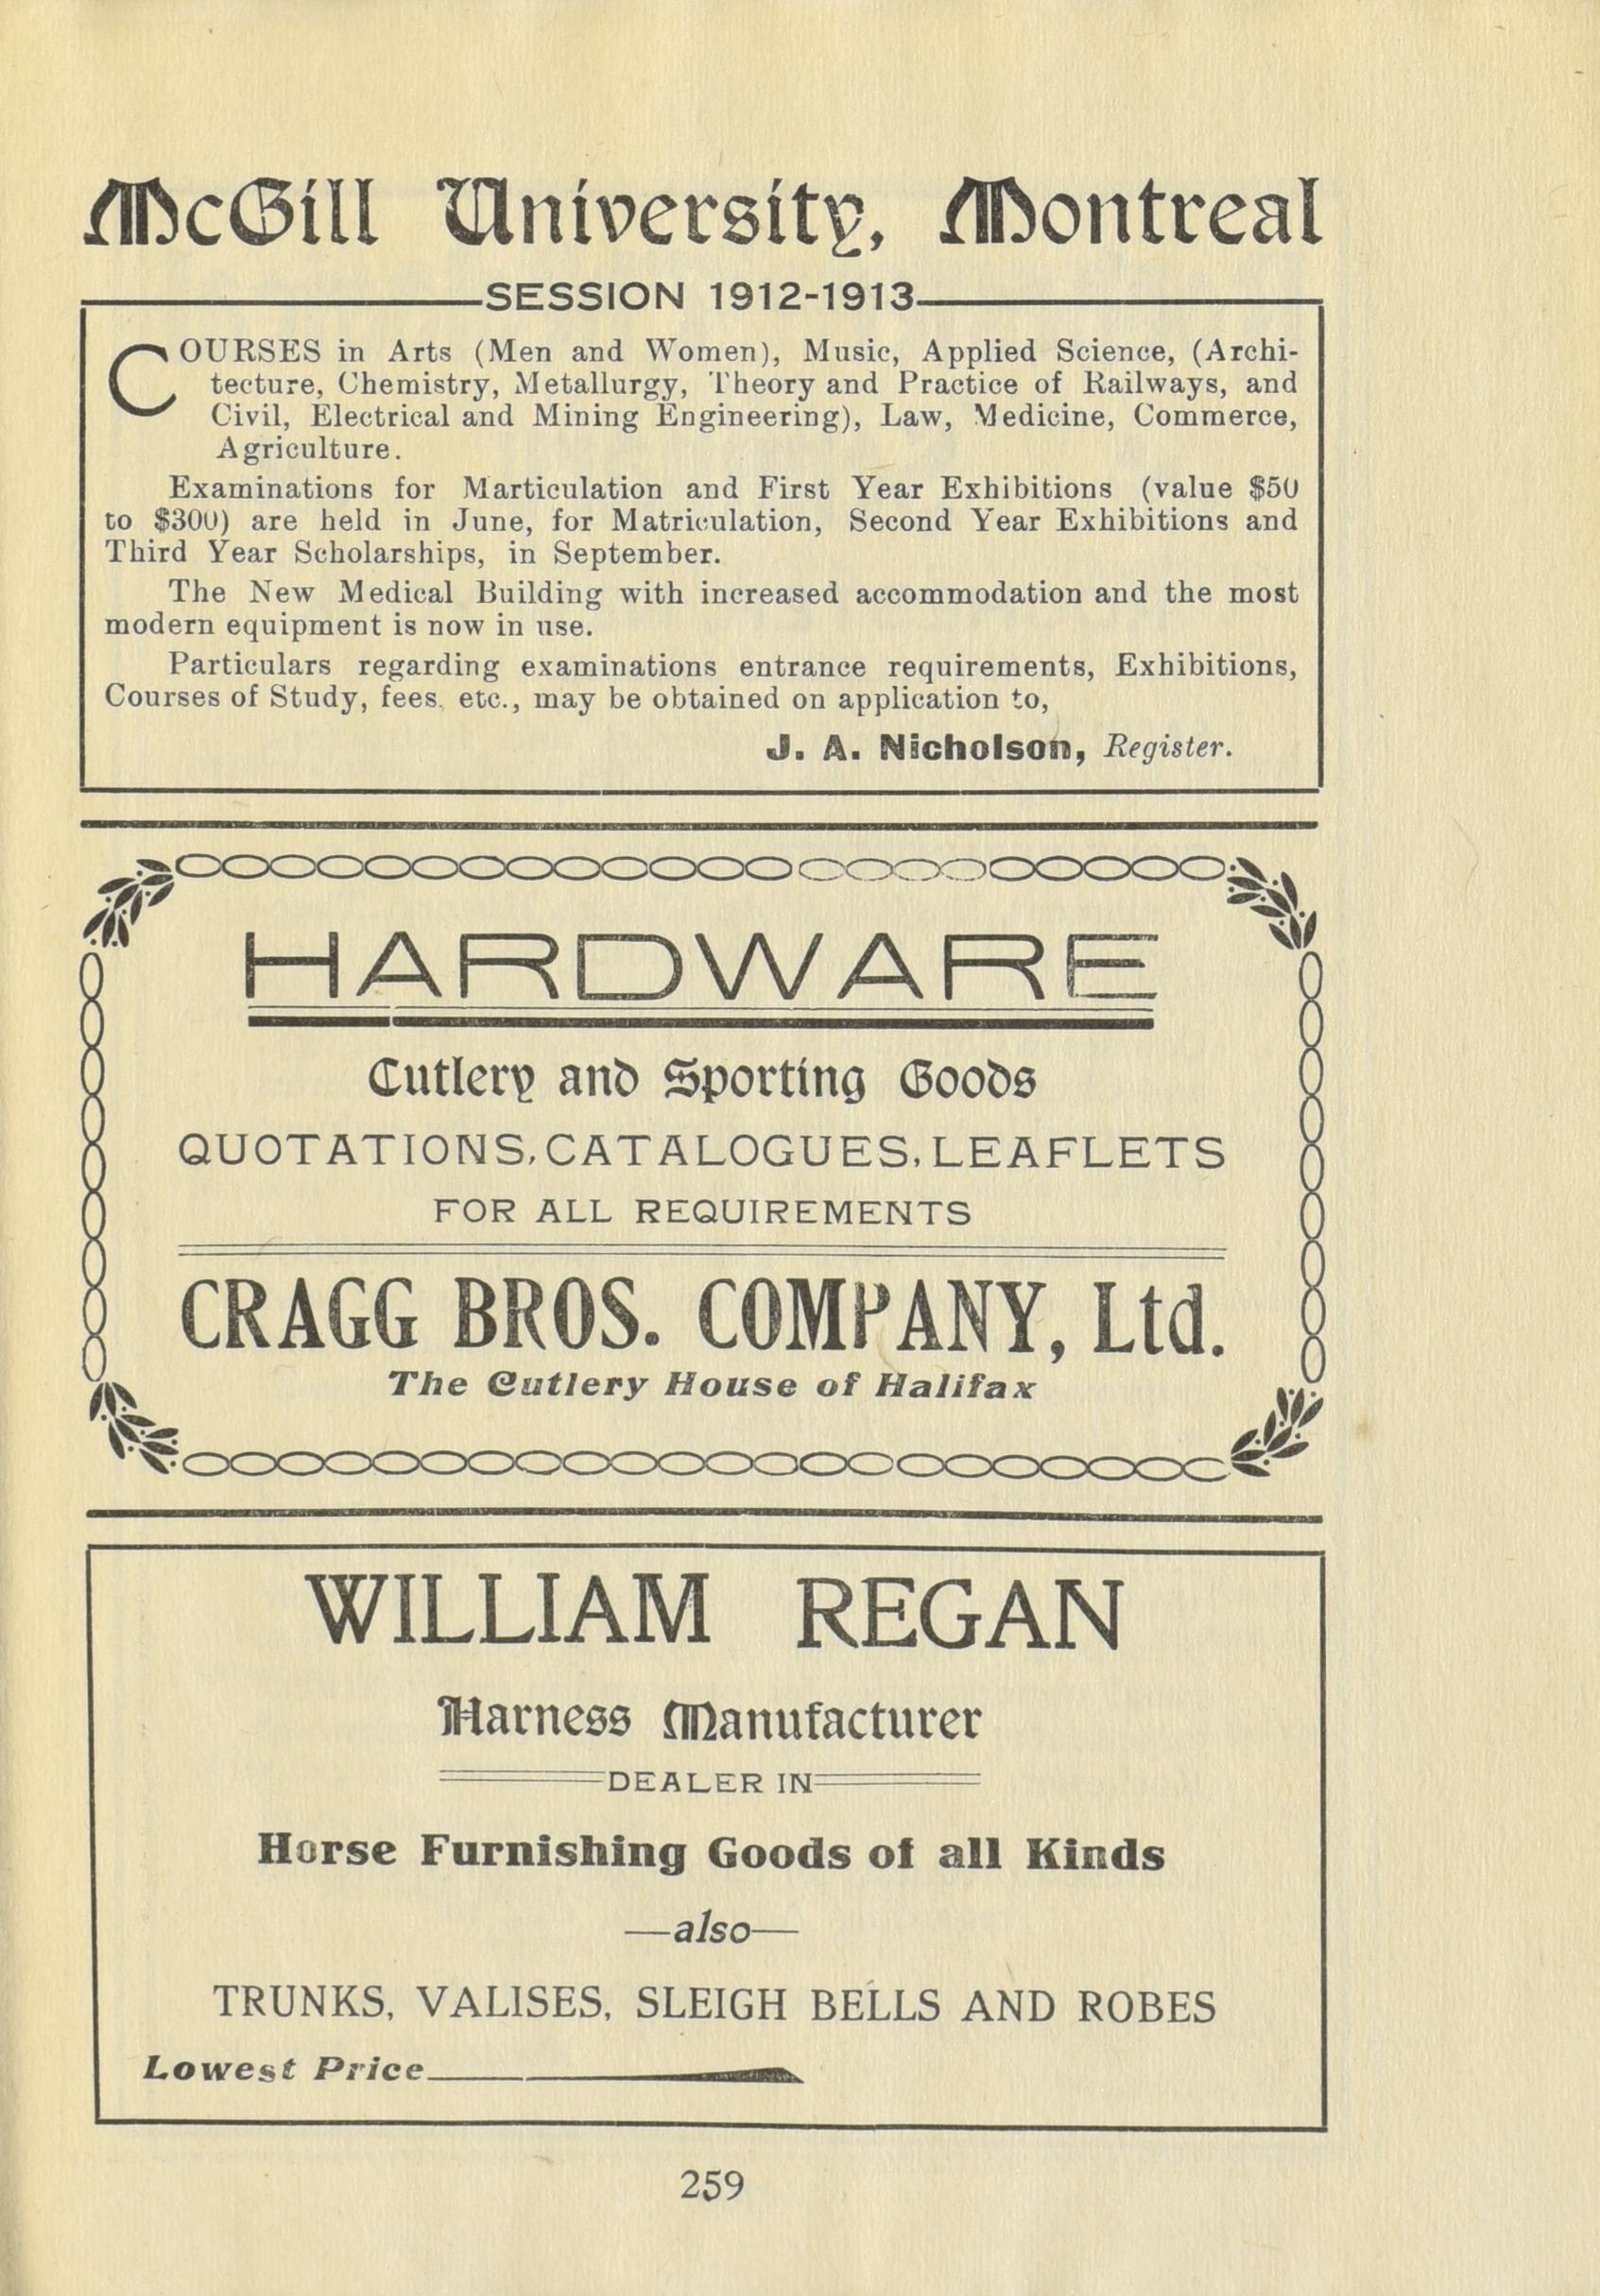 McGill University, Montreal
SESSION 1912-1913
COURSES in Arts (Men and Women), Music, Applied Science, (Archi-
tecture, Chemistry, Metallurgy, Theory and Practice of Railways, and
Civil, Electrical and Mining Engineering), Law, Medicine, Commerce,
Agriculture.
Examinations for Marticulation and First Year Exhibitions (value $50
to $300) are held in June, for Matriculation, Second Year Exhibitions and
Third Year Scholarships, in September.
The New Medical Building with increased accommodation and the most
modern equipment is now in use.
Particulars regarding examinations entrance requirements, Exhibitions,
Courses of Study, fees, etc., may be obtained on application to,
J. A. Nicholson, Register.
HARDWARE
Cutlery and Sporting Goods
QUOTATIONS, CATALOGUES, LEAFLETS
FOR ALL REQUIREMENTS
CRAGG BROS. COMPANY, Ltd.
The Cutlery House of Halifax
WILLIAM REGAN
Harness Manufacturer
DEALER IN
Horse Furnishing Goods of all Kinds
—also—
TRUNKS, VALISES, SLEIGH BELLS AND ROBES
Lowest Price
259